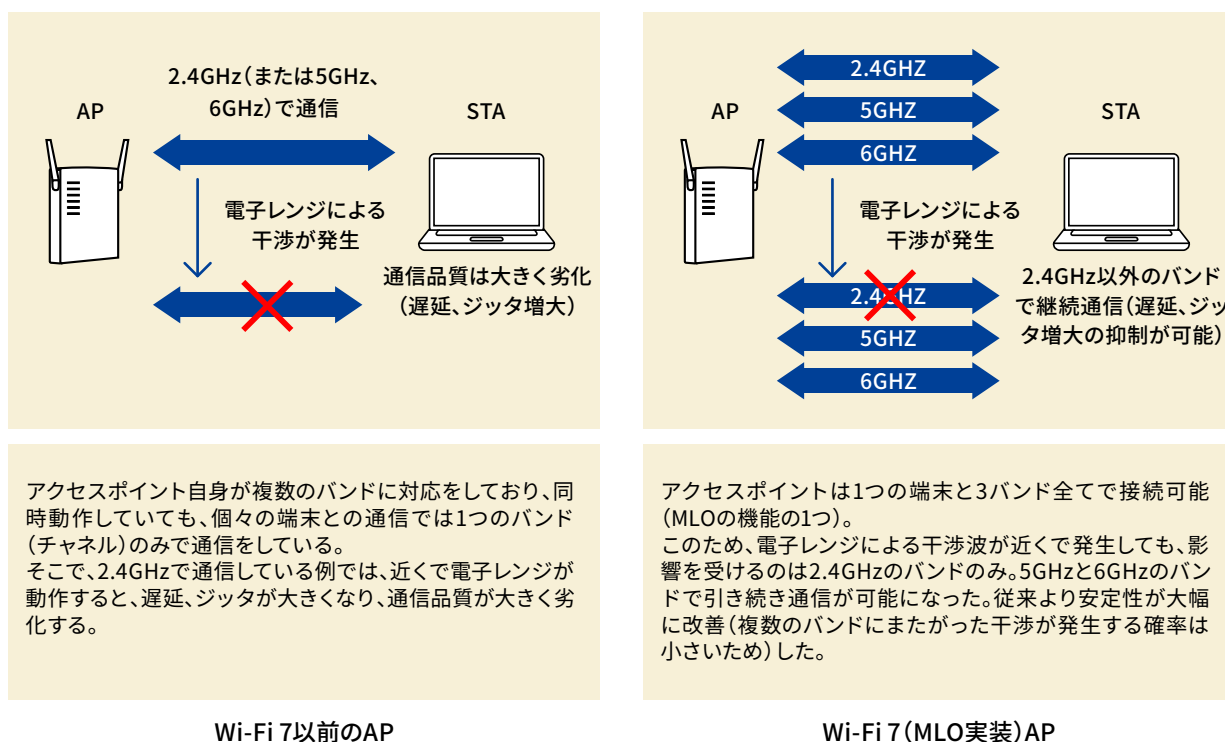 2.4GHz（または5GHz、
6GHz）で通信
AP
STA
電子レンジによる
干渉が発生
通信品質は大きく劣化
（遅延、ジッタ増大）
アクセスポイント自身が複数のバンドに対応をしており、同
時動作していても、個々の端末との通信では1つのバンド
（チャネル）のみで通信をしている。
そこで、2.4GHzで通信している例では、近くで電子レンジが
動作すると、遅延、ジッタが大きくなり、通信品質が大きく劣
化する。
Wi-Fi 7以前のAP
2.4GHZ
AP
5GHZ
STA
6GHZ
電子レンジによる
干渉が発生
2.4GHZ
5GHZ
6GHZ
2.4GHz以外のバンド
で継続通信（遅延、ジッ
タ増大の抑制が可能）
アクセスポイントは1つの端末と3バンド全てで接続可能
（MLOの機能の1つ）。
このため、電子レンジによる干渉波が近くで発生しても、影
響を受けるのは2.4GHzのバンドのみ。5GHzと6GHzのバン
ドで引き続き通信が可能になった。従来より安定性が大幅
に改善（複数のバンドにまたがった干渉が発生する確率は
小さいため）した。
Wi-Fi 7（MLO実装）AP